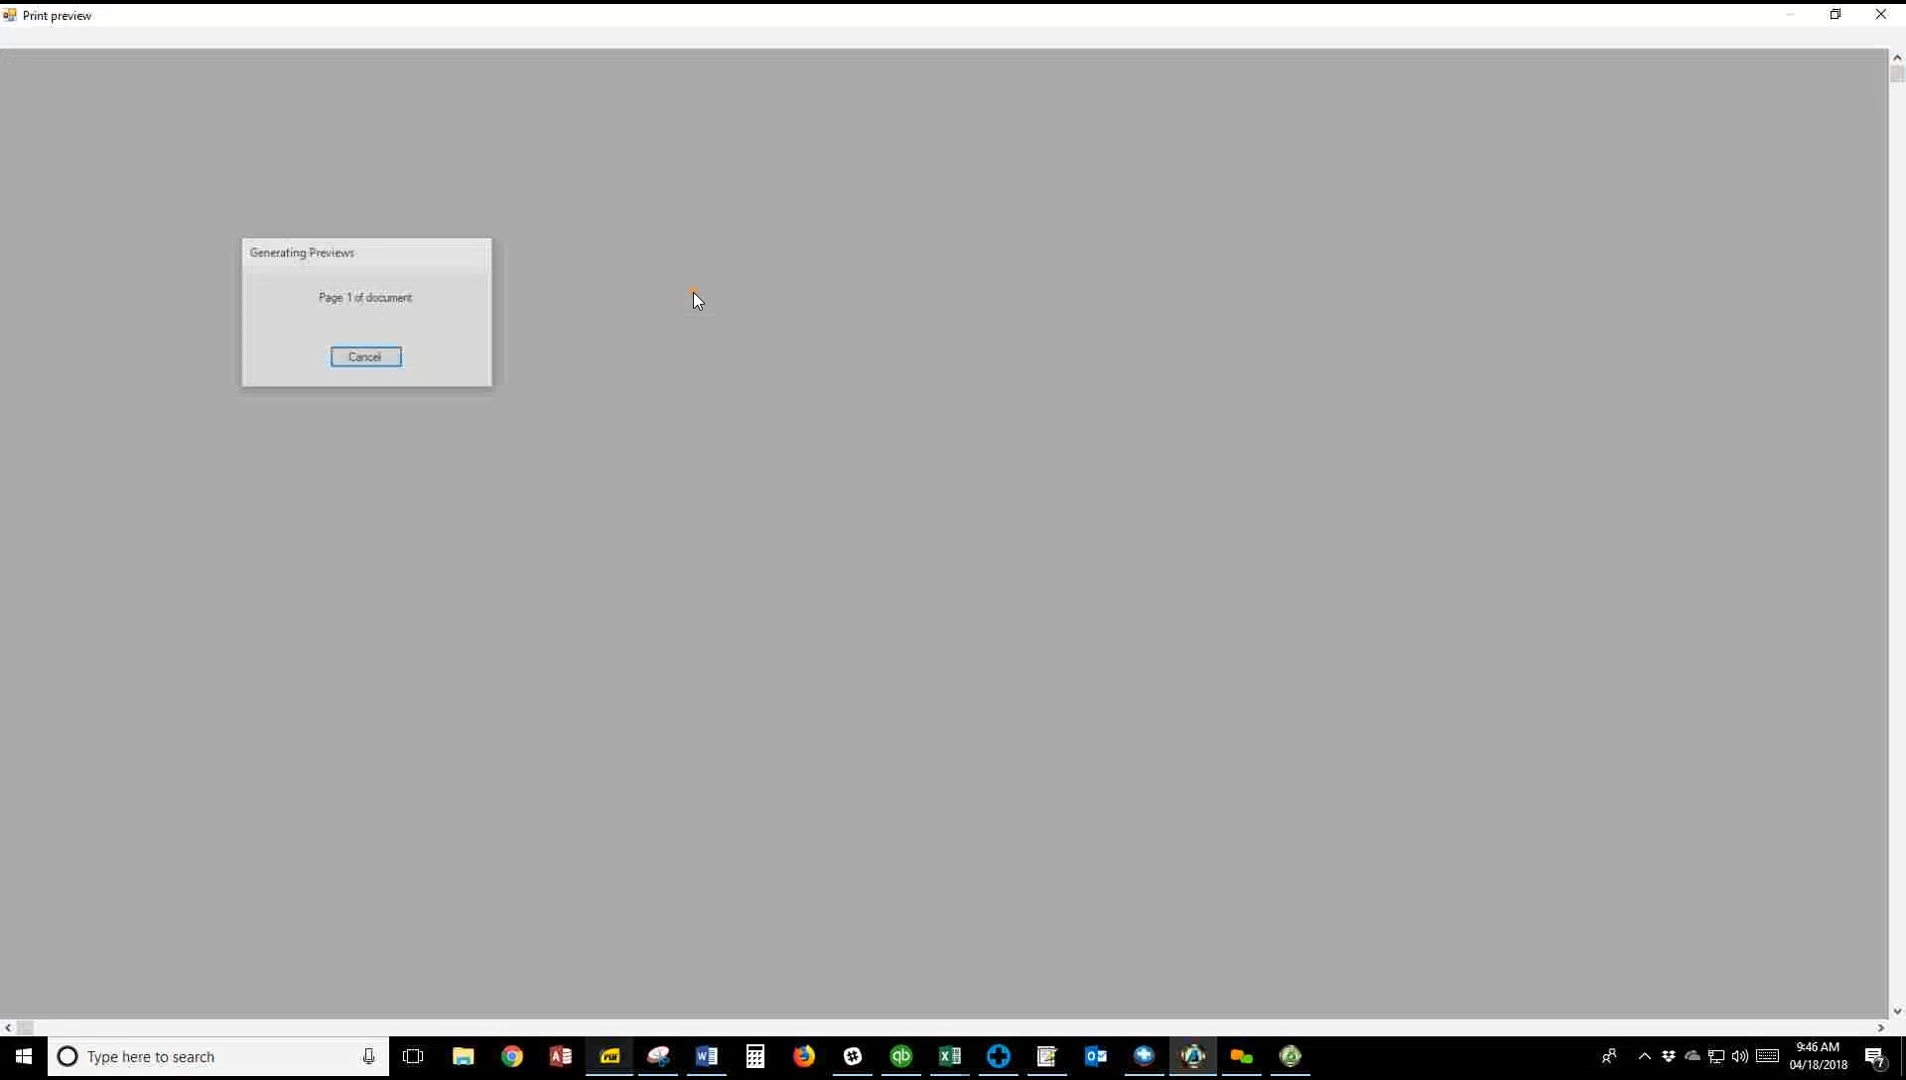 Print preview
Generating Previews
Page 1 of document
Cancel
Type here to search
9:46 AM
04/18/2018
7